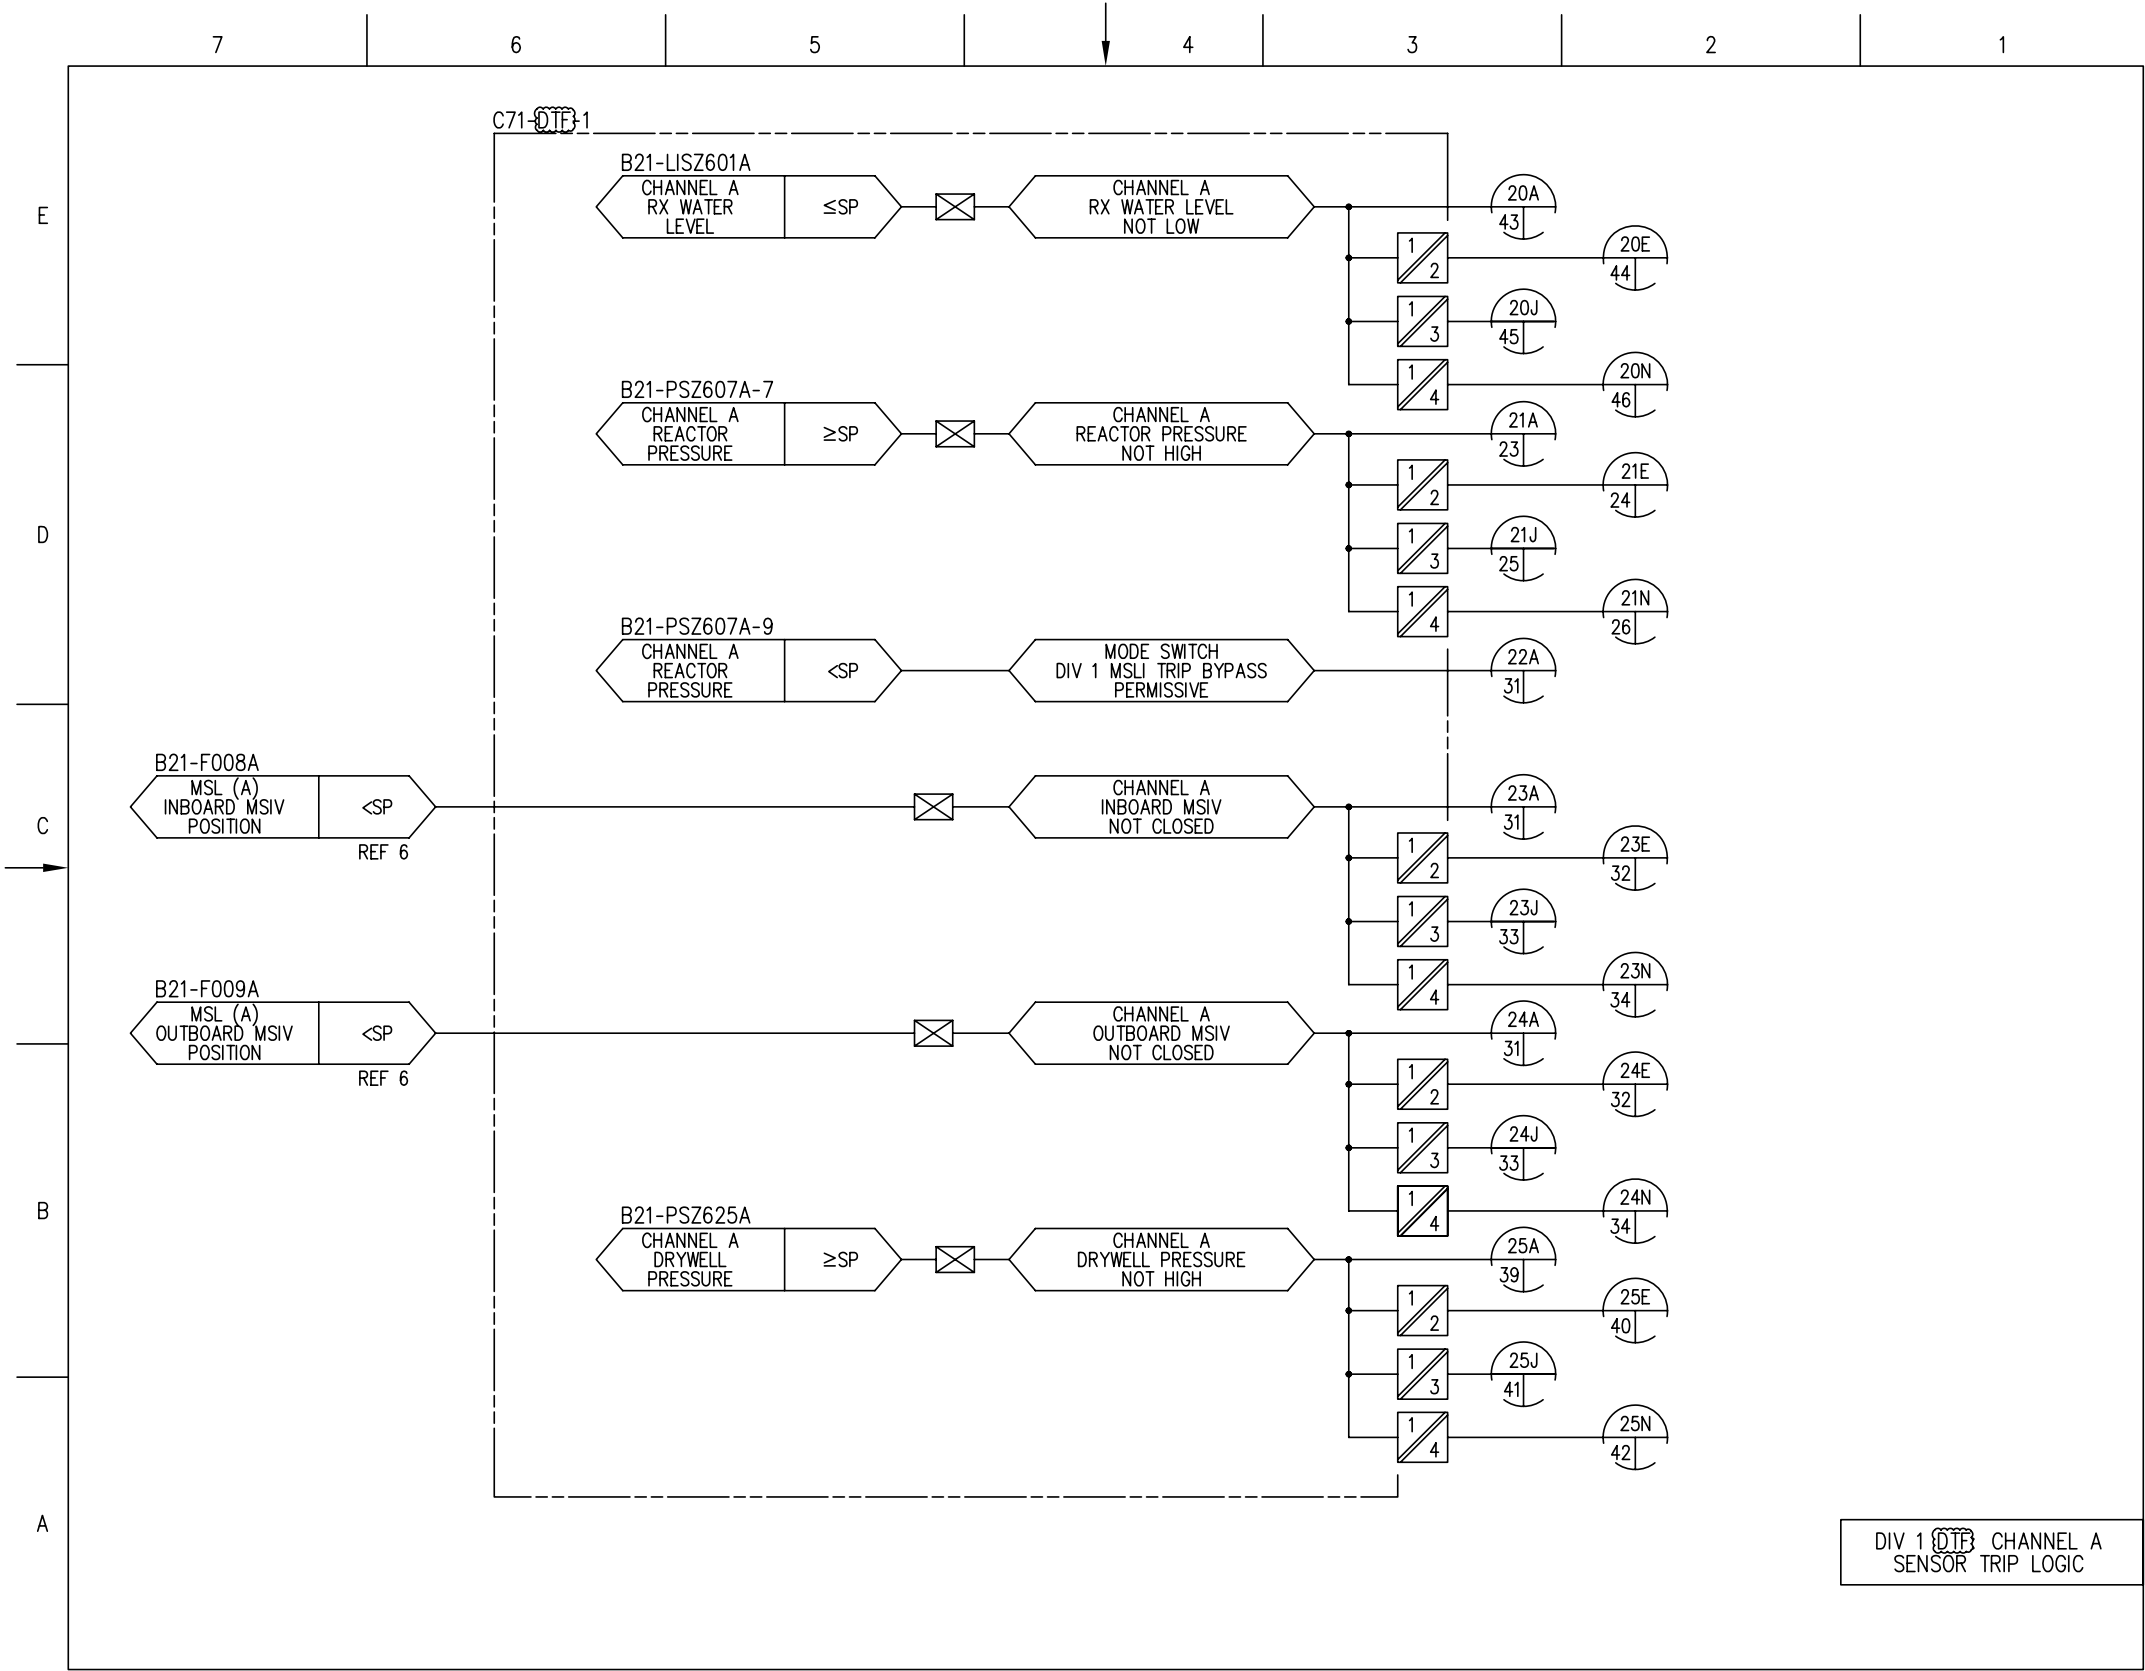 7 6 5 4 3 2 1
C71-DTF-1
B21-LISZ601A
CHANNEL A
RX WATER
LEVEL
≤SP
CHANNEL A
RX WATER LEVEL
NOT LOW
20A
43
1
2
20E
44
1
3
20J
45
1
4
20N
46
E
B21-PSZ607A-7
CHANNEL A
REACTOR
PRESSURE
≥SP
CHANNEL A
REACTOR PRESSURE
NOT HIGH
21A
23
1
2
21E
24
1
3
21J
25
1
4
21N
26
D
B21-PSZ607A-9
CHANNEL A
REACTOR
PRESSURE
<SP
MODE SWITCH
DIV 1 MSLI TRIP BYPASS
PERMISSIVE
22A
31
B21-F008A
MSL (A)
INBOARD MSIV
POSITION
<SP
REF 6
CHANNEL A
INBOARD MSIV
NOT CLOSED
23A
31
1
2
23E
32
1
3
23J
33
1
4
23N
34
C
B21-F009A
MSL (A)
OUTBOARD MSIV
POSITION
<SP
REF 6
CHANNEL A
OUTBOARD MSIV
NOT CLOSED
24A
31
1
2
24E
32
1
3
24J
33
1
4
24N
34
B
B21-PSZ625A
CHANNEL A
DRYWELL
PRESSURE
≥SP
CHANNEL A
DRYWELL PRESSURE
NOT HIGH
25A
39
1
2
25E
40
1
3
25J
41
1
4
25N
42
A
DIV 1 DTF CHANNEL A
SENSOR TRIP LOGIC